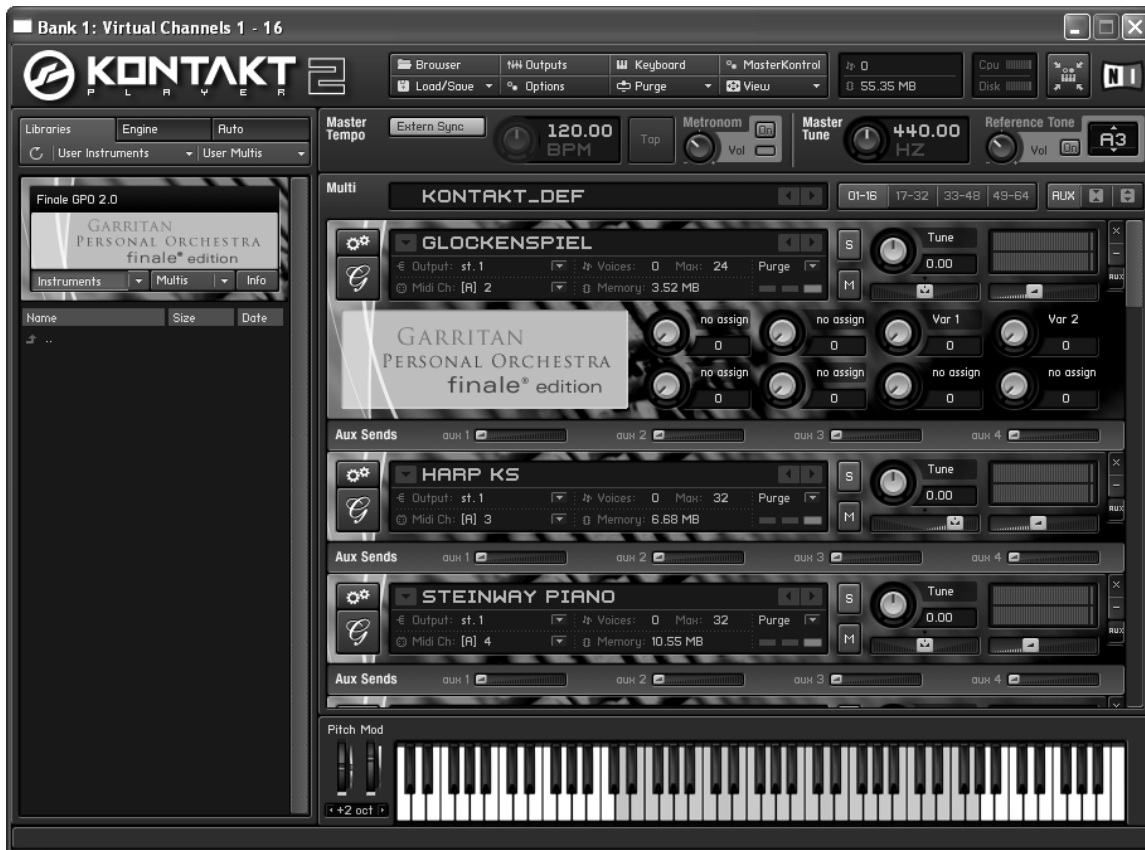 Bank 1: Virtual Channels 1 - 16
KONTAKT 2
PLAYER
Browser Outputs Keyboard MasterKontrol
Load/Save Options Purge View
0
55.35 MB
Cpu
Disk
NI
Libraries Engine Auto
User Instruments User Multis
Master Tempo Extern Sync 120.00 BPM Tap Metronom On Vol Master Tune 440.00 HZ Reference Tone Vol On A3
Finale GPO 2.0
GARRITAN
PERSONAL ORCHESTRA
finale® edition
Instruments Multis Info
Name Size Date
..
Multi KONTAKT_DEF 01-16 17-32 33-48 49-64 AUX
GLOCKENSPIEL S Tune
Output: st. 1 Voices: 0 Max: 24 Purge 0.00
Midi Ch: [A] 2 Memory: 3.52 MB M
AUX
GARRITAN
PERSONAL ORCHESTRA
finale® edition
no assign no assign Var 1 Var 2
0 0 0 0
no assign no assign no assign no assign
0 0 0 0
Aux Sends aux 1 aux 2 aux 3 aux 4
HARP KS S Tune
Output: st. 1 Voices: 0 Max: 32 Purge 0.00
Midi Ch: [A] 3 Memory: 6.68 MB M
AUX
Aux Sends aux 1 aux 2 aux 3 aux 4
STEINWAY PIANO S Tune
Output: st. 1 Voices: 0 Max: 32 Purge 0.00
Midi Ch: [A] 4 Memory: 10.55 MB M
AUX
Aux Sends aux 1 aux 2 aux 3 aux 4
Pitch Mod
+2 oct